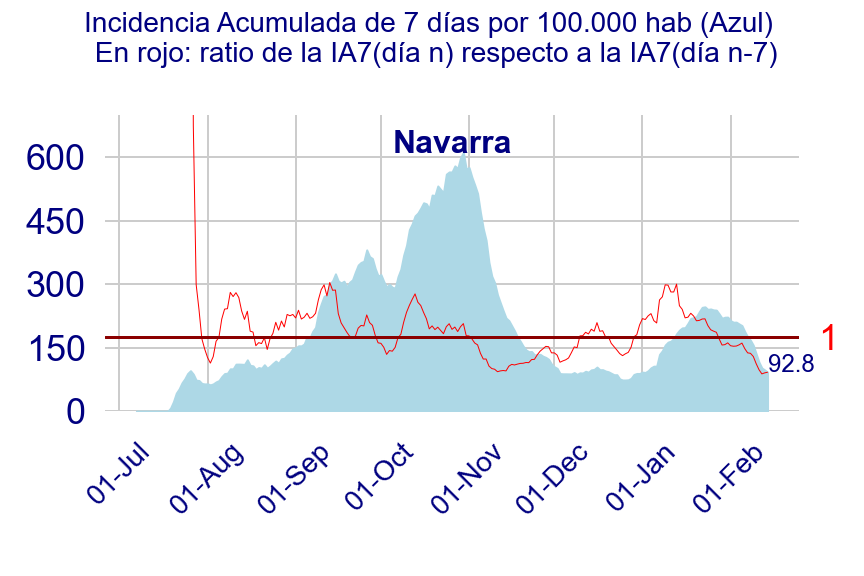 Incidencia Acumulada de 7 días por 100.000 hab (Azul)
En rojo: ratio de la IA7(día n) respecto a la IA7(día n-7)
Navarra
600
450
300
150
0
1
92.8
01-Jul
01-Aug
01-Sep
01-Oct
01-Nov
01-Dec
01-Jan
01-Feb